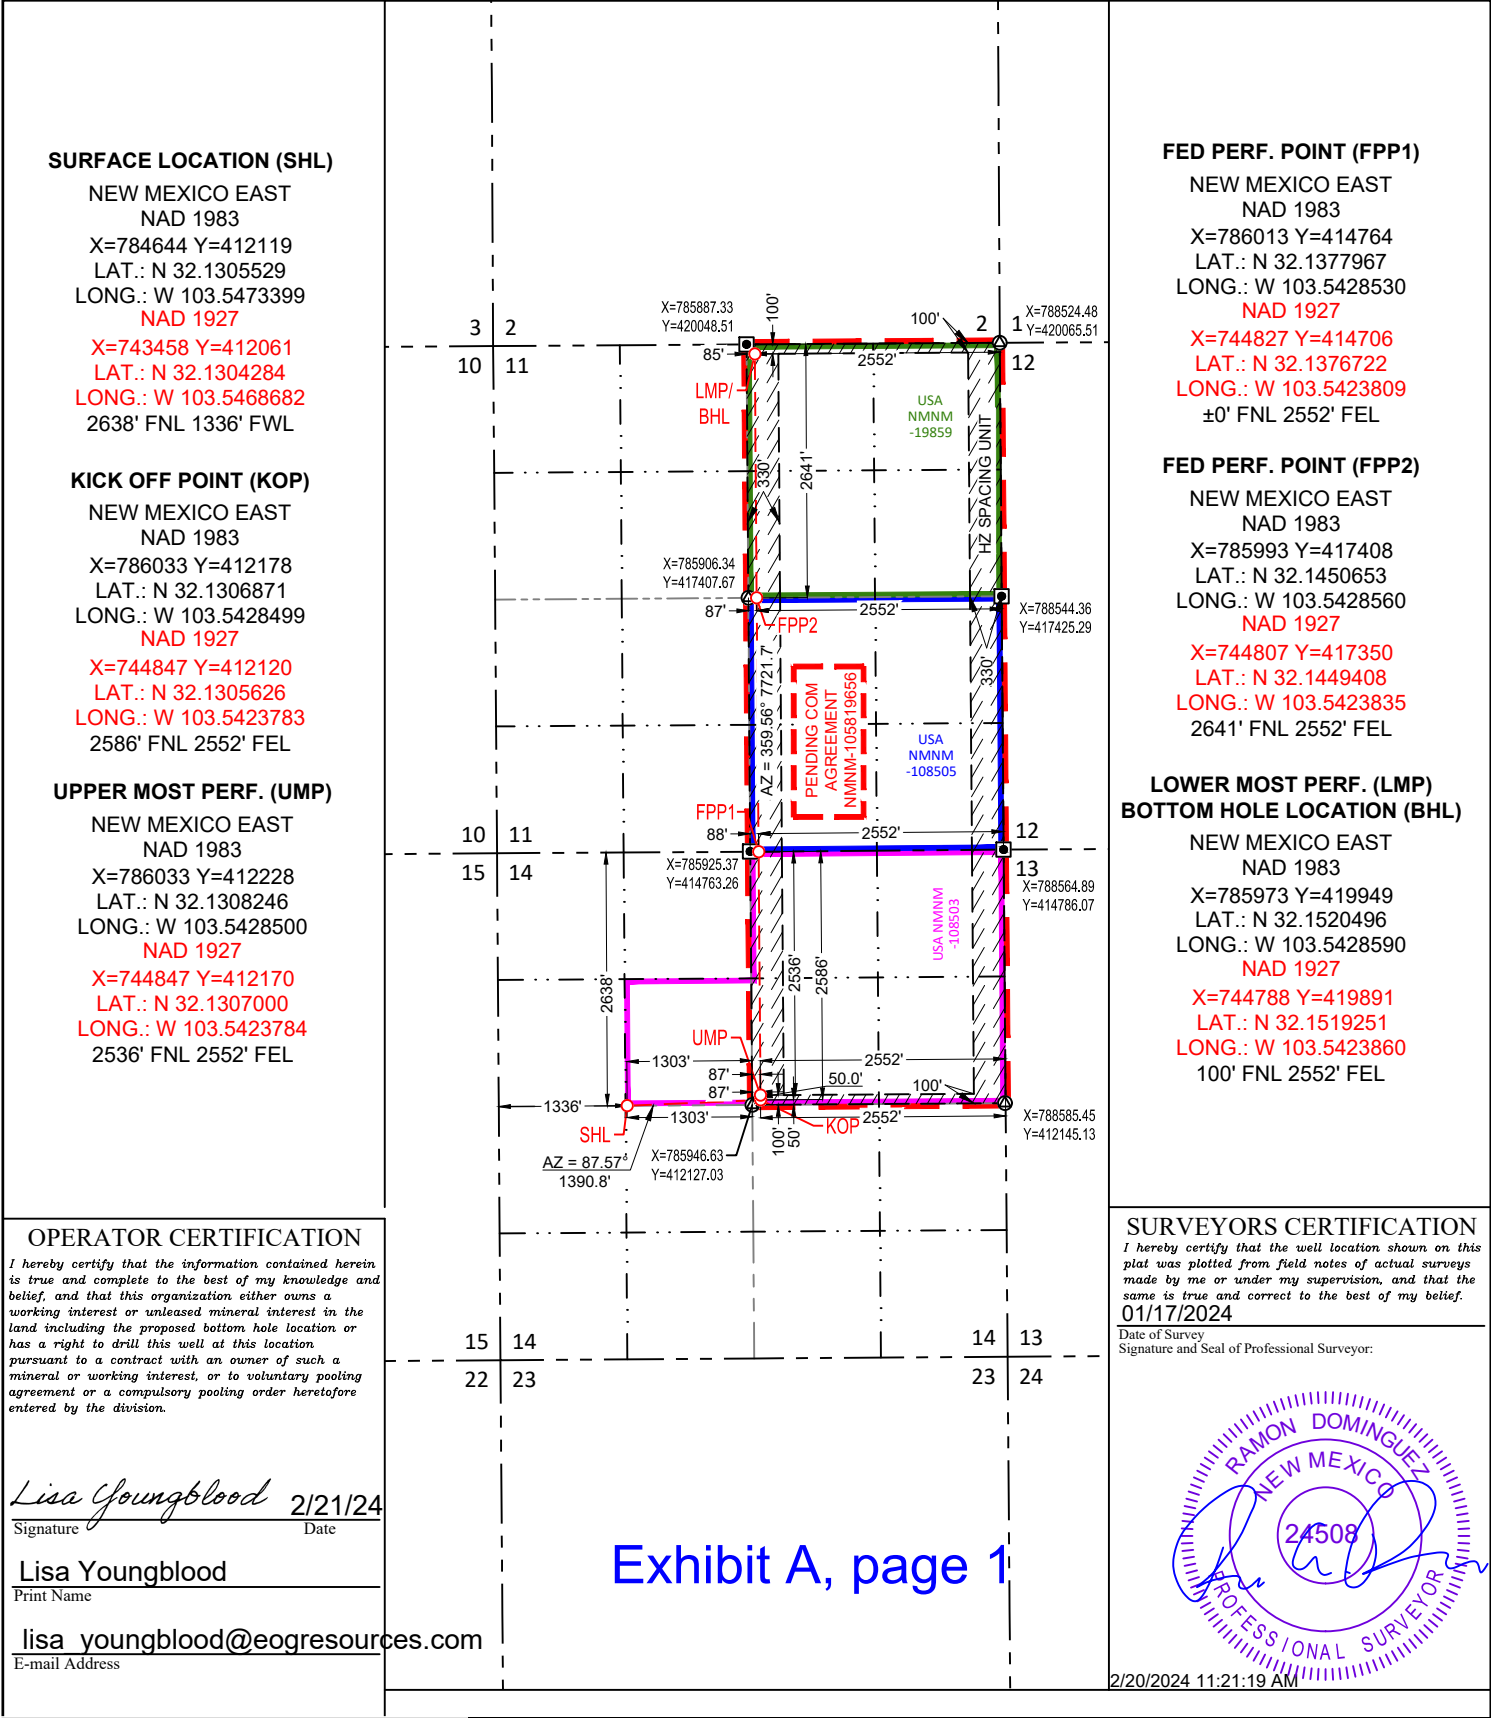 SURFACE LOCATION (SHL)
NEW MEXICO EAST
NAD 1983
X=784644 Y=412119
LAT.: N 32.1305529
LONG.: W 103.5473399
NAD 1927
X=743458 Y=412061
LAT.: N 32.1304284
LONG.: W 103.5468682
2638' FNL 1336' FWL
KICK OFF POINT (KOP)
NEW MEXICO EAST
NAD 1983
X=786033 Y=412178
LAT.: N 32.1306871
LONG.: W 103.5428499
NAD 1927
X=744847 Y=412120
LAT.: N 32.1305626
LONG.: W 103.5423783
2586' FNL 2552' FEL
UPPER MOST PERF. (UMP)
NEW MEXICO EAST
NAD 1983
X=786033 Y=412228
LAT.: N 32.1308246
LONG.: W 103.5428500
NAD 1927
X=744847 Y=412170
LAT.: N 32.1307000
LONG.: W 103.5423784
2536' FNL 2552' FEL
X=785887.33
Y=420048.51
100'
100'
X=788524.48
Y=420065.51
3 2
2 1
10 11
12
85'
2552'
LMP/
BHL
USA
NMNM
-19859
HZ SPACING UNIT
330'
2641'
X=785906.34
Y=417407.67
87'
2552'
FPP2
X=788544.36
Y=417425.29
330'
AZ = 359.56° 7721.7'
PENDING COM
AGREEMENT
NMNM-105819656
USA
NMNM
-108505
FPP1
88'
2552'
10 11
12
15 14
13
X=785925.37
Y=414763.26
X=788564.89
Y=414786.07
USA NMNM
-108503
2638'
2536'
2586'
UMP
1303'
2552'
87'
87'
50.0'
100'
1336'
1303'
2552'
SHL
KOP
100'
50'
AZ = 87.57°
1390.8'
X=785946.63
Y=412127.03
X=788585.45
Y=412145.13
15 14
14 13
22 23
23 24
FED PERF. POINT (FPP1)
NEW MEXICO EAST
NAD 1983
X=786013 Y=414764
LAT.: N 32.1377967
LONG.: W 103.5428530
NAD 1927
X=744827 Y=414706
LAT.: N 32.1376722
LONG.: W 103.5423809
±0' FNL 2552' FEL
FED PERF. POINT (FPP2)
NEW MEXICO EAST
NAD 1983
X=785993 Y=417408
LAT.: N 32.1450653
LONG.: W 103.5428560
NAD 1927
X=744807 Y=417350
LAT.: N 32.1449408
LONG.: W 103.5423835
2641' FNL 2552' FEL
LOWER MOST PERF. (LMP)
BOTTOM HOLE LOCATION (BHL)
NEW MEXICO EAST
NAD 1983
X=785973 Y=419949
LAT.: N 32.1520496
LONG.: W 103.5428590
NAD 1927
X=744788 Y=419891
LAT.: N 32.1519251
LONG.: W 103.5423860
100' FNL 2552' FEL
OPERATOR CERTIFICATION
I hereby certify that the information contained herein
is true and complete to the best of my knowledge and
belief, and that this organization either owns a
working interest or unleased mineral interest in the
land including the proposed bottom hole location or
has a right to drill this well at this location
pursuant to a contract with an owner of such a
mineral or working interest, or to voluntary pooling
agreement or a compulsory pooling order heretofore
entered by the division.
Lisa Youngblood 2/21/24
Signature Date
Lisa Youngblood
Print Name
lisa_youngblood@eogresources.com
E-mail Address
Exhibit A, page 1
SURVEYORS CERTIFICATION
I hereby certify that the well location shown on this
plat was plotted from field notes of actual surveys
made by me or under my supervision, and that the
same is true and correct to the best of my belief.
01/17/2024
Date of Survey
Signature and Seal of Professional Surveyor:
RAMON DOMINGUEZ
NEW MEXICO
24508
PROFESSIONAL SURVEYOR
2/20/2024 11:21:19 AM